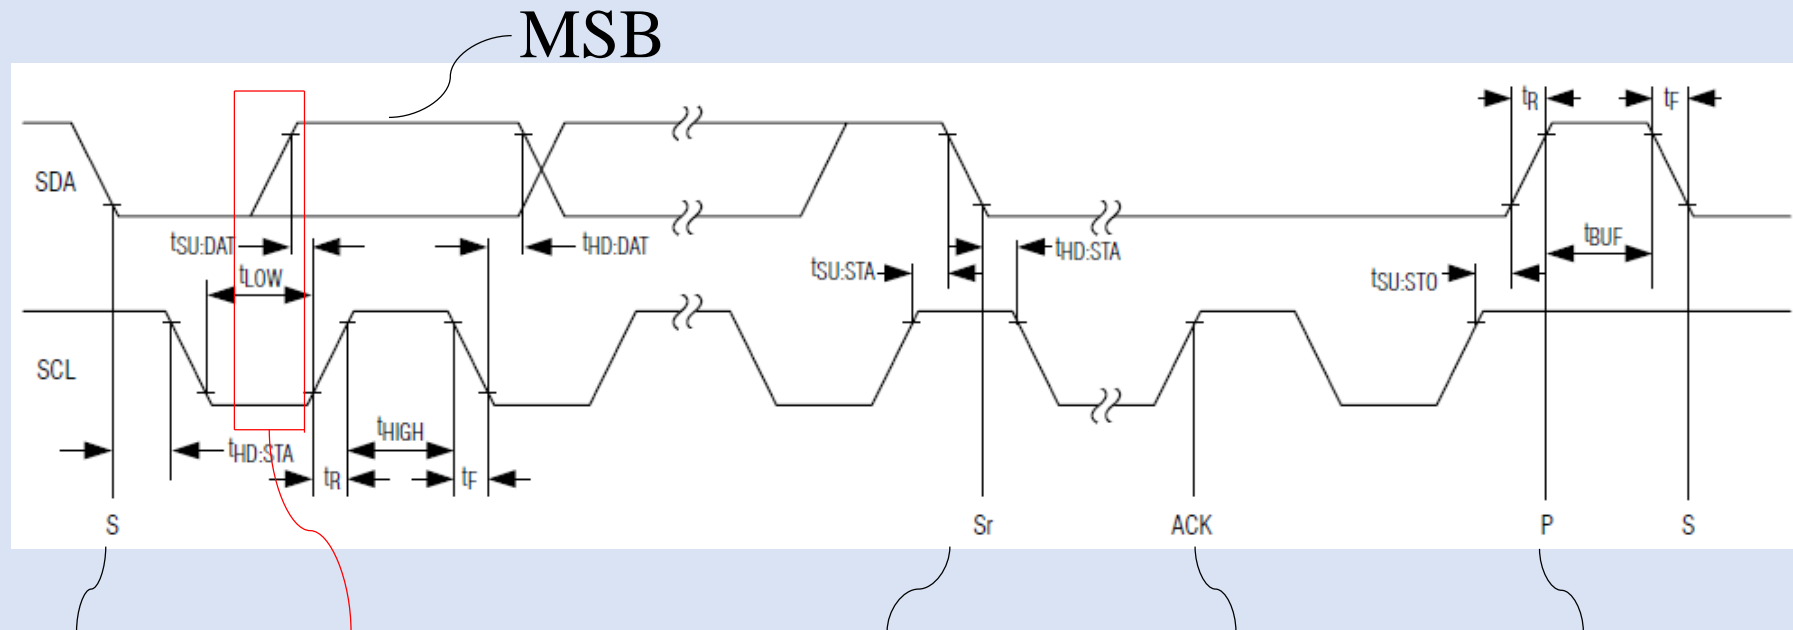 MSB
tR
tF
SDA
tSU:DAT
tHD:DAT
tHD:STA
tBUF
tSU:STA
tSU:STO
tLOW
SCL
tHIGH
tHD:STA
tR
tF
S
Sr
ACK
P
S